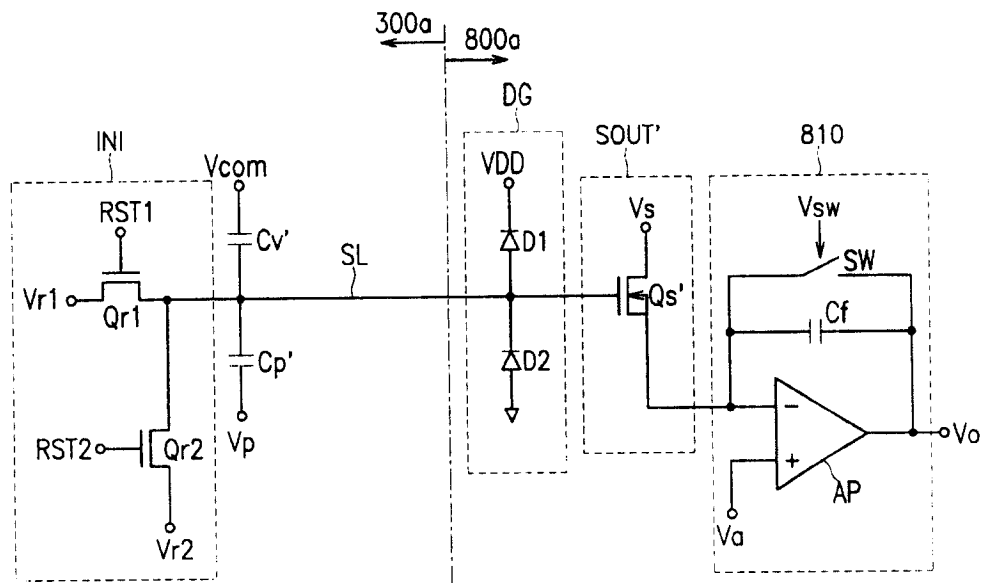 300a
800a
DG
INI
SOUT'
810
Vcom
VDD
RST1
Vs
Vsw
Cv'
D1
SW
SL
Vr1
Qr1
Qs'
Cf
Cp'
D2
RST2
Qr2
Vp
−
+
AP
Vo
Va
Vr2